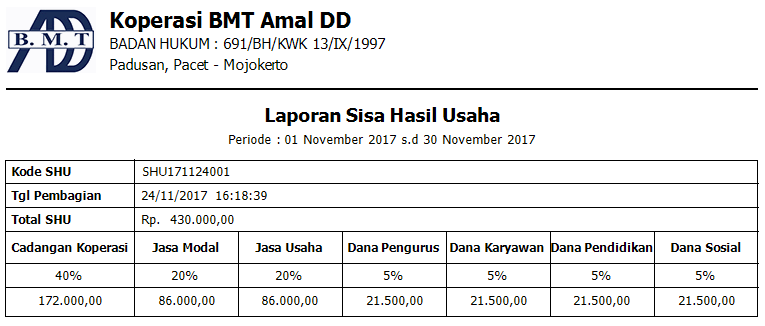 B. M. T
Koperasi BMT Amal DD
BADAN HUKUM : 691/BH/KWK 13/IX/1997
Padusan, Pacet - Mojokerto
Laporan Sisa Hasil Usaha
Periode : 01 November 2017 s.d 30 November 2017
Kode SHU SHU171124001
Tgl Pembagian 24/11/2017 16:18:39
Total SHU Rp. 430.000,00
Cadangan Koperasi Jasa Modal Jasa Usaha Dana Pengurus Dana Karyawan Dana Pendidikan Dana Sosial
40% 20% 20% 5% 5% 5% 5%
172.000,00 86.000,00 86.000,00 21.500,00 21.500,00 21.500,00 21.500,00